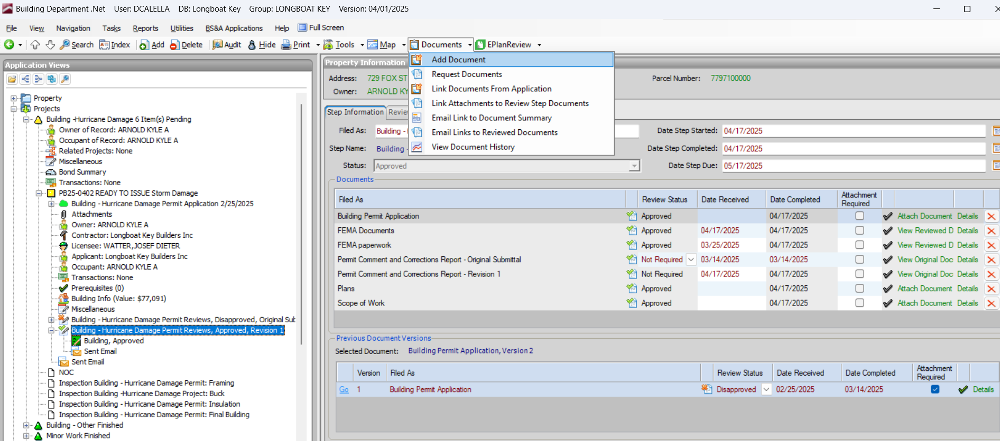 Building Department .Net User: DCALELLA DB: Longboat Key Group: LONGBOAT KEY Version: 04/01/2025
File View Navigation Tasks Reports Utilities BS&A Applications Help Full Screen
Search Index Add Delete Audit Hide Print Tools Map Documents EPlanReview
Application Views
Property
Projects
Building -Hurricane Damage 6 Item(s) Pending
Owner of Record: ARNOLD KYLE A
Occupant of Record: ARNOLD KYLE A
Related Projects: None
Miscellaneous
Bond Summary
Transactions: None
PB25-0402 READY TO ISSUE Storm Damage
Building - Hurricane Damage Permit Application 2/25/2025
Attachments
Owner: ARNOLD KYLE A
Contractor: Longboat Key Builders Inc
Licensee: WATTER,JOSEF DIETER
Applicant: Longboat Key Builders Inc
Occupant: ARNOLD KYLE A
Transactions: None
Prerequisites (0)
Building Info (Value: $77,091)
Miscellaneous
Building - Hurricane Damage Permit Reviews, Disapproved, Original Sub
Building - Hurricane Damage Permit Reviews, Approved, Revision 1
Building, Approved
Sent Email
Sent Email
NOC
Inspection Building - Hurricane Damage Permit: Framing
Inspection Building -Hurricane Damage Project: Buck
Inspection Building - Hurricane Damage Permit: Insulation
Inspection Building - Hurricane Damage Permit: Final Building
Building - Other Finished
Minor Work Finished
Add Document
Request Documents
Link Documents From Application
Link Attachments to Review Step Documents
Email Link to Document Summary
Email Links to Reviewed Documents
View Document History
Property Information
Address: 729 FOX ST Parcel Number: 7797100000
Owner: ARNOLD KY
Step Information Review
Filed As: Building - Date Step Started: 04/17/2025
Step Name: Building - Date Step Completed: 04/17/2025
Status: Approved Date Step Due: 05/17/2025
Documents
Filed As Review Status Date Received Date Completed Attachment Required
Building Permit Application Approved 04/17/2025 Attach Document Details
FEMA Documents Approved 04/17/2025 04/17/2025 View Reviewed D Details
FEMA paperwork Approved 03/25/2025 04/17/2025 View Reviewed D Details
Permit Comment and Corrections Report - Original Submittal Not Required 03/14/2025 03/14/2025 View Original Doc Details
Permit Comment and Corrections Report - Revision 1 Not Required 04/17/2025 04/17/2025 View Original Doc Details
Plans Approved 04/17/2025 Attach Document Details
Scope of Work Approved 04/17/2025 Attach Document Details
Previous Document Versions
Selected Document: Building Permit Application, Version 2
Version Filed As Review Status Date Received Date Completed Attachment Required
Go 1 Building Permit Application Disapproved 02/25/2025 03/14/2025 Details